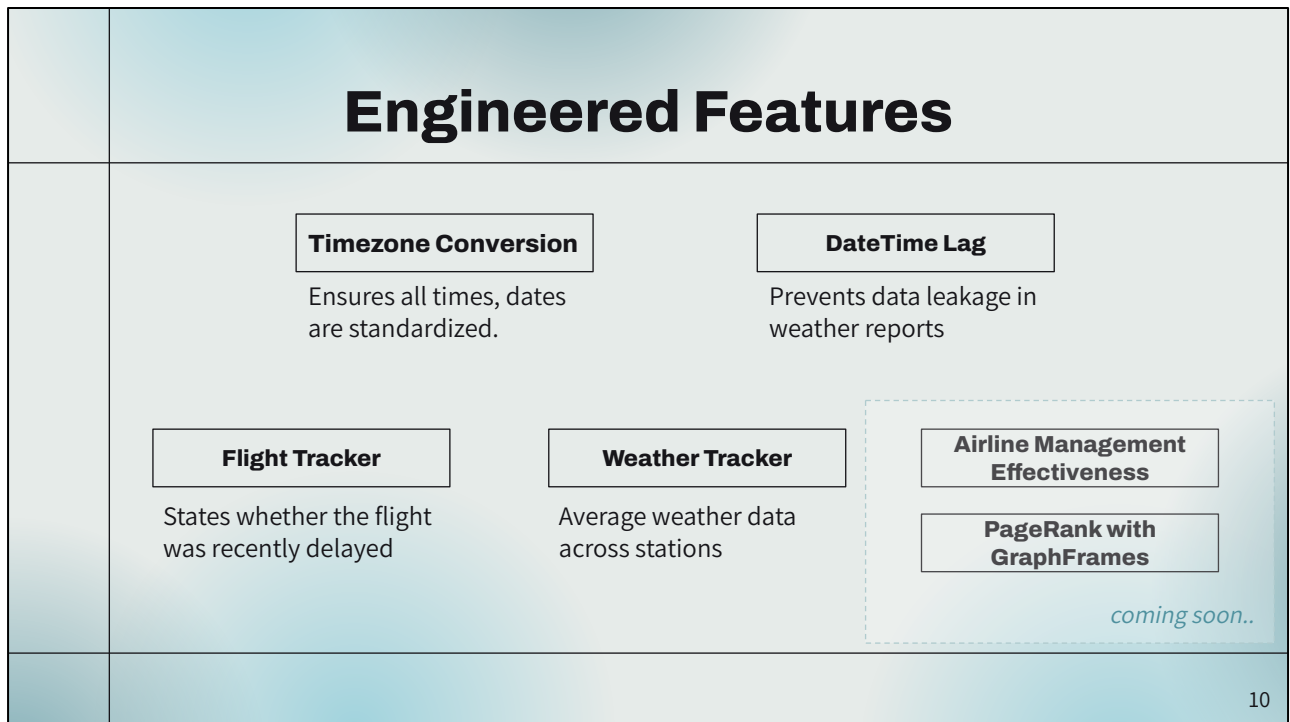 Engineered Features
Timezone Conversion
Ensures all times, dates
are standardized.
DateTime Lag
Prevents data leakage in
weather reports
Flight Tracker
States whether the flight
was recently delayed
Weather Tracker
Average weather data
across stations
Airline Management
Effectiveness
PageRank with
GraphFrames
coming soon..
10